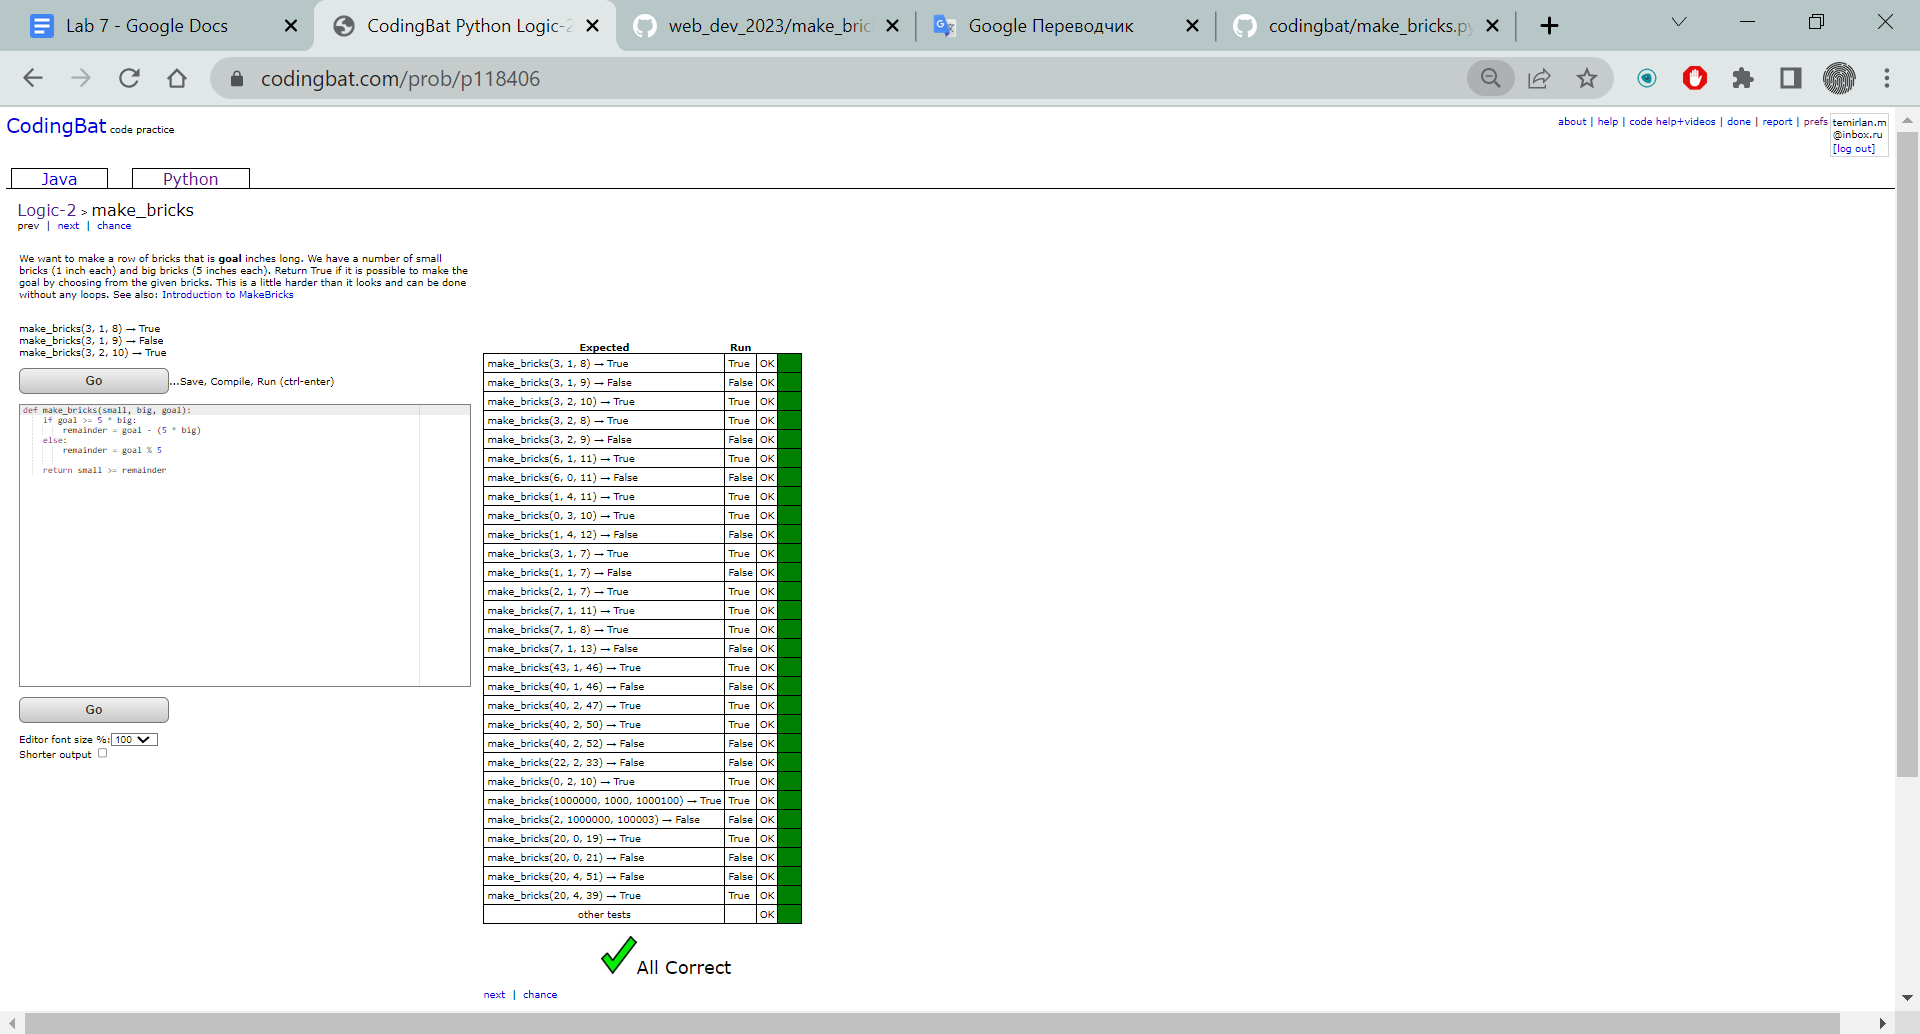 Lab 7 - Google Docs
CodingBat Python Logic-2
web_dev_2023/make_bric
Google Переводчик
codingbat/make_bricks.py
codingbat.com/prob/p118406
CodingBat code practice
about | help | code help+videos | done | report | prefs
temirlan.m
@inbox.ru
[log out]
Java
Python
Logic-2 > make_bricks
prev | next | chance
We want to make a row of bricks that is goal inches long. We have a number of small
bricks (1 inch each) and big bricks (5 inches each). Return True if it is possible to make the
goal by choosing from the given bricks. This is a little harder than it looks and can be done
without any loops. See also: Introduction to MakeBricks
make_bricks(3, 1, 8) → True
make_bricks(3, 1, 9) → False
make_bricks(3, 2, 10) → True
Go
...Save, Compile, Run (ctrl-enter)
def make_bricks(small, big, goal):
if goal >= 5 * big:
remainder = goal - (5 * big)
else:
remainder = goal % 5
return small >= remainder
Go
Editor font size %: 100
Shorter output
Expected Run
make_bricks(3, 1, 8) → True True OK
make_bricks(3, 1, 9) → False False OK
make_bricks(3, 2, 10) → True True OK
make_bricks(3, 2, 8) → True True OK
make_bricks(3, 2, 9) → False False OK
make_bricks(6, 1, 11) → True True OK
make_bricks(6, 0, 11) → False False OK
make_bricks(1, 4, 11) → True True OK
make_bricks(0, 3, 10) → True True OK
make_bricks(1, 4, 12) → False False OK
make_bricks(3, 1, 7) → True True OK
make_bricks(1, 1, 7) → False False OK
make_bricks(2, 1, 7) → True True OK
make_bricks(7, 1, 11) → True True OK
make_bricks(7, 1, 8) → True True OK
make_bricks(7, 1, 13) → False False OK
make_bricks(43, 1, 46) → True True OK
make_bricks(40, 1, 46) → False False OK
make_bricks(40, 2, 47) → True True OK
make_bricks(40, 2, 50) → True True OK
make_bricks(40, 2, 52) → False False OK
make_bricks(22, 2, 33) → False False OK
make_bricks(0, 2, 10) → True True OK
make_bricks(1000000, 1000, 1000100) → True True OK
make_bricks(2, 1000000, 100003) → False False OK
make_bricks(20, 0, 19) → True True OK
make_bricks(20, 0, 21) → False False OK
make_bricks(20, 4, 51) → False False OK
make_bricks(20, 4, 39) → True True OK
other tests OK
All Correct
next | chance